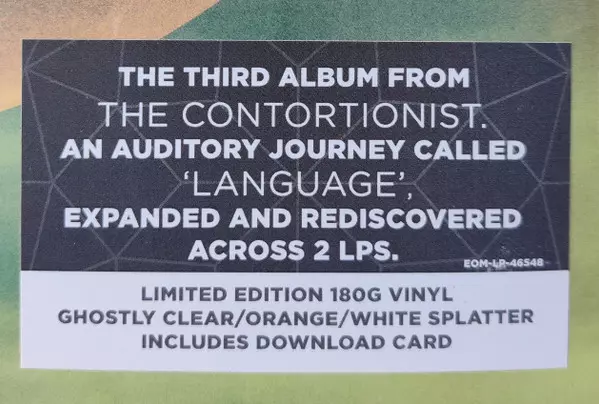 THE THIRD ALBUM FROM
THE CONTORTIONIST.
AN AUDITORY JOURNEY CALLED
‘LANGUAGE’,
EXPANDED AND REDISCOVERED
ACROSS 2 LPS.
EOM-LP-46548
LIMITED EDITION 180G VINYL
GHOSTLY CLEAR/ORANGE/WHITE SPLATTER
INCLUDES DOWNLOAD CARD